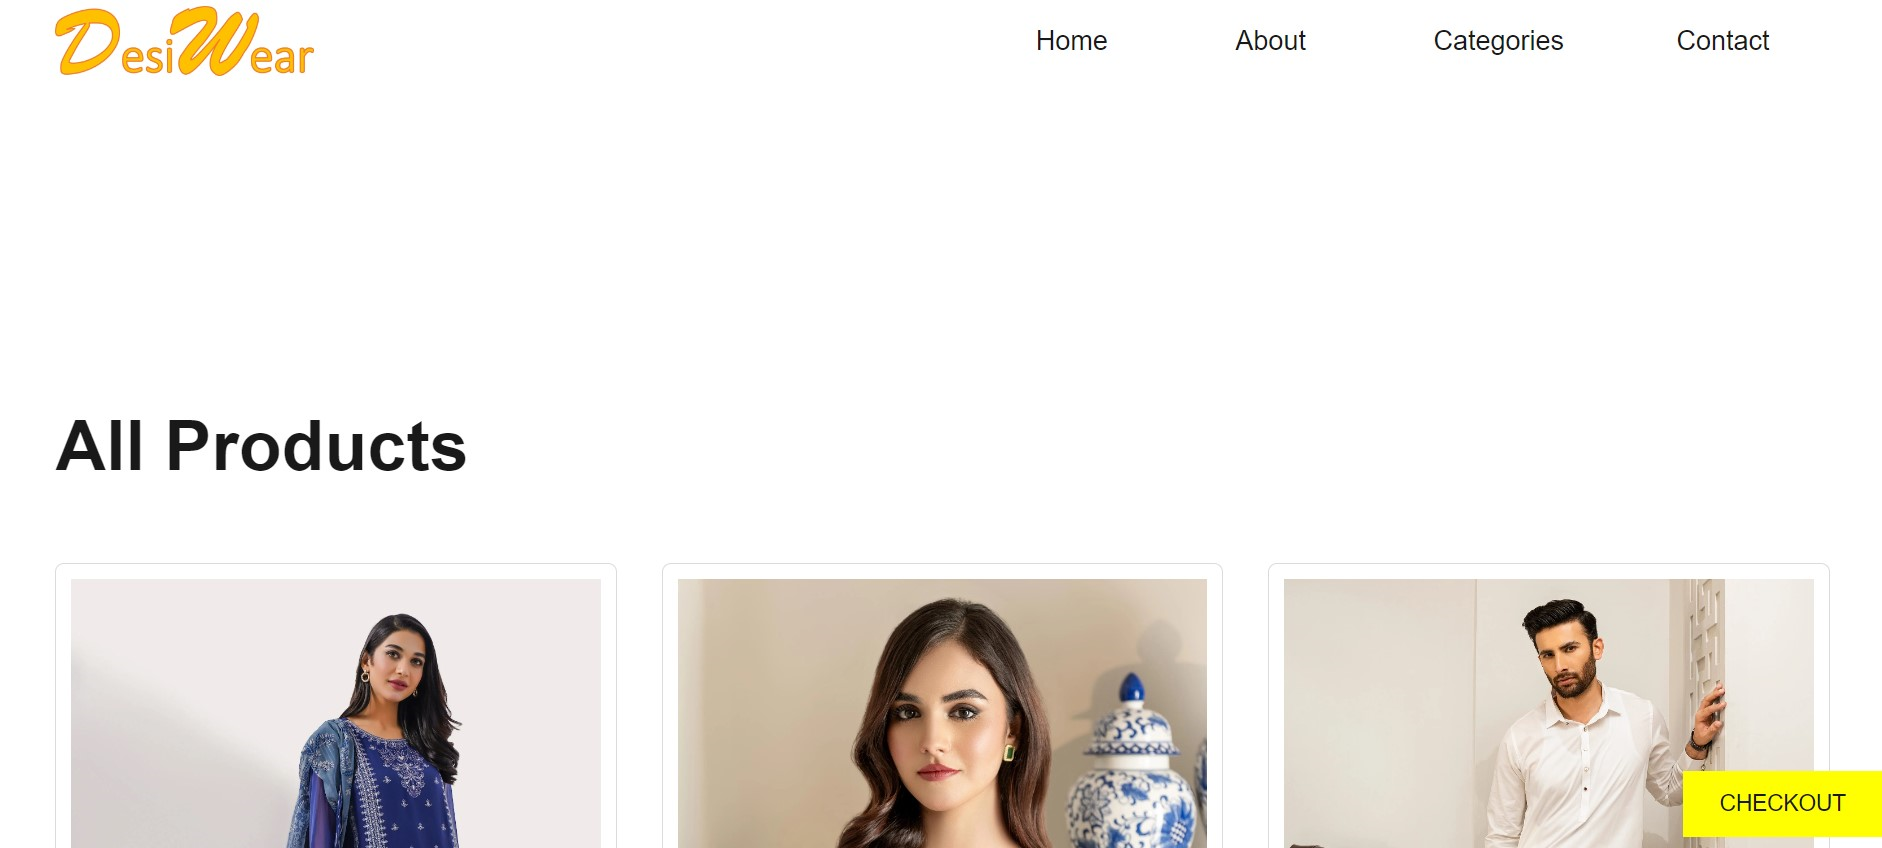 DesiWear
Home About Categories Contact
All Products
CHECKOUT